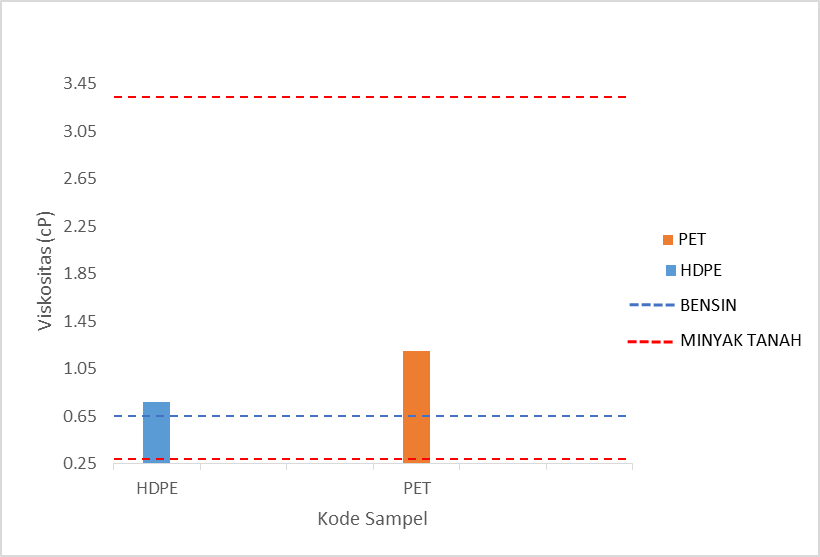 3.45
3.05
2.65
2.25
1.85
1.45
1.05
0.65
0.25
Viskositas (cP)
HDPE
PET
Kode Sampel
PET
HDPE
BENSIN
MINYAK TANAH